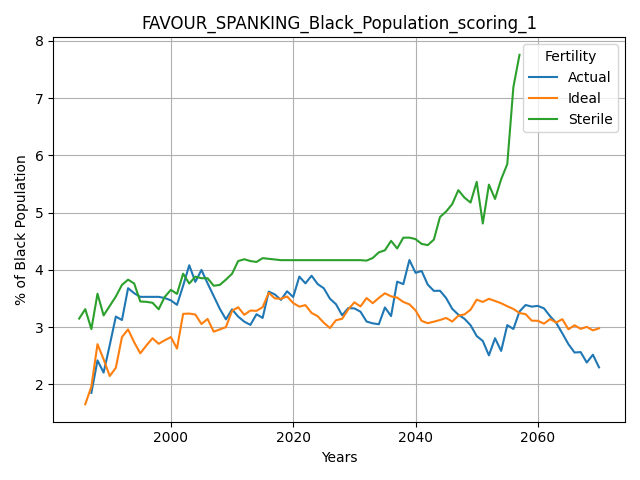 FAVOUR_SPANKING_Black_Population_scoring_1
% of Black Population
8
7
6
5
4
3
2
Fertility
Actual
Ideal
Sterile
2000
2020
2040
2060
Years